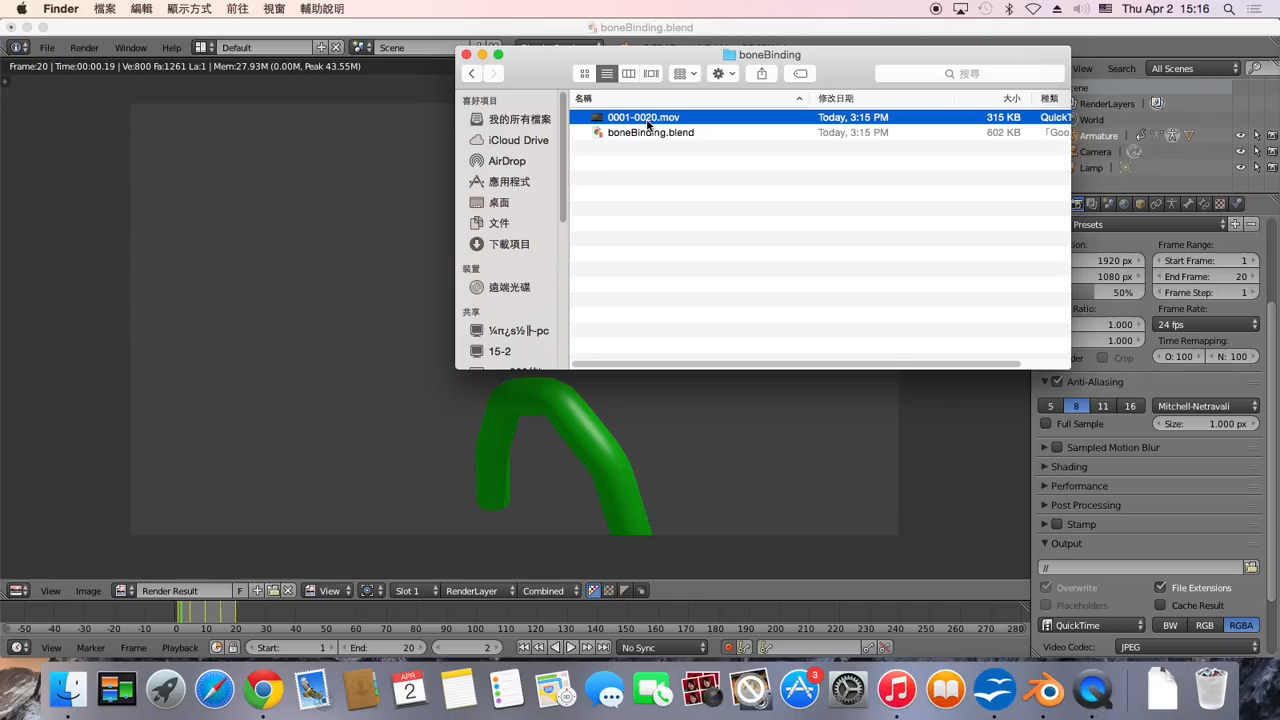 Finder 檔案 編輯 顯示方式 前往 視窗 輔助說明 Thu Apr 2 15:16
boneBinding.blend
File Render Window Help Default Scene
View Search All Scenes
Frame:20 | Time:00:00.19 | Ve:800 Fa:1261 La:1 | Mem:27.93M (0.00M, Peak 43.55M)
boneBinding
搜尋
喜好項目
我的所有檔案
iCloud Drive
AirDrop
應用程式
桌面
文件
下載項目
裝置
遠端光碟
共享
15-2
名稱 修改日期 大小 種類
0001-0020.mov Today, 3:15 PM 315 KB QuickT
boneBinding.blend Today, 3:15 PM 602 KB 「Goo
RenderLayers
World
Armature
Camera
Lamp
Presets
Frame Range:
1920 px Start Frame: 1
1080 px End Frame: 20
50% Frame Step: 1
Ratio: Frame Rate:
1.000 24 fps
1.000 Time Remapping:
Crop O: 100 N: 100
Anti-Aliasing
5 8 11 16 Mitchell-Netravali
Full Sample Size: 1.000 px
Sampled Motion Blur
Shading
Performance
Post Processing
Stamp
Output
//
Overwrite File Extensions
Placeholders Cache Result
QuickTime BW RGB RGBA
Video Codec: JPEG
View Image Render Result F View Slot 1 RenderLayer Combined
-50 -40 -30 -20 -10 0 10 20 30 40 50 60 70 80 90 100 110 120 130 140 150 160 170 180 190 200 210 220 230 240 250 260 270 280
View Marker Frame Playback Start: 1 End: 20 2 No Sync
APR
2
3